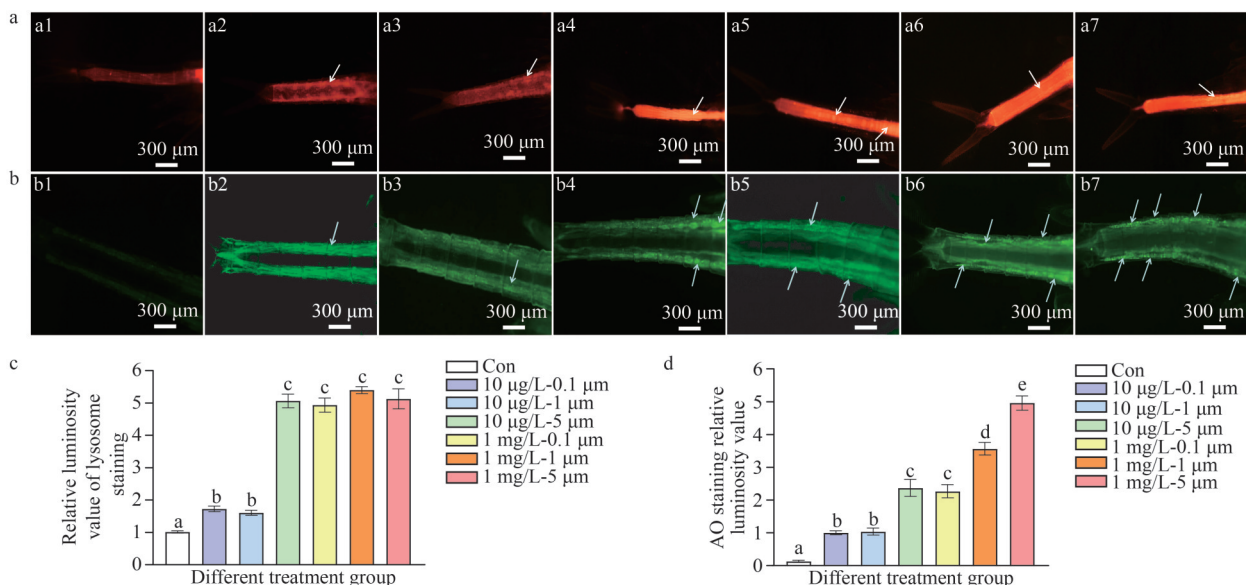 a
a1 a2 a3 a4 a5 a6 a7
300 μm 300 μm 300 μm 300 μm 300 μm 300 μm 300 μm
b
b1 b2 b3 b4 b5 b6 b7
300 μm 300 μm 300 μm 300 μm 300 μm 300 μm 300 μm
c
Relative luminosity
value of lysosome
staining
6
5
4
3
2
1
0
a b b c c c c
Different treatment group
Con
10 μg/L-0.1 μm
10 μg/L-1 μm
10 μg/L-5 μm
1 mg/L-0.1 μm
1 mg/L-1 μm
1 mg/L-5 μm
d
AO staining relative
luminosity value
6
5
4
3
2
1
0
a b b c c d e
Different treatment group
Con
10 μg/L-0.1 μm
10 μg/L-1 μm
10 μg/L-5 μm
1 mg/L-0.1 μm
1 mg/L-1 μm
1 mg/L-5 μm